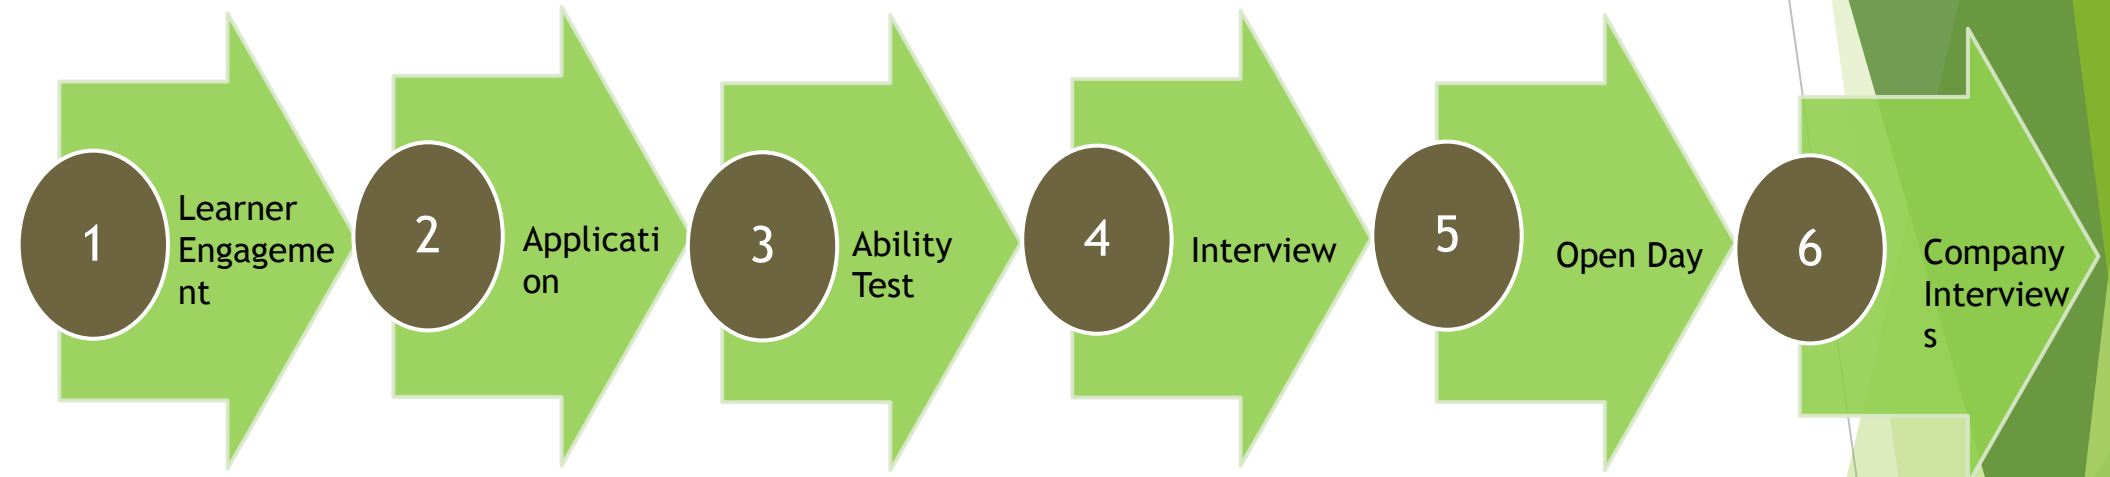 1
Learner
Engageme
nt
2
Applicati
on
3
Ability
Test
4
Interview
5
Open Day
6
Company
Interview
s